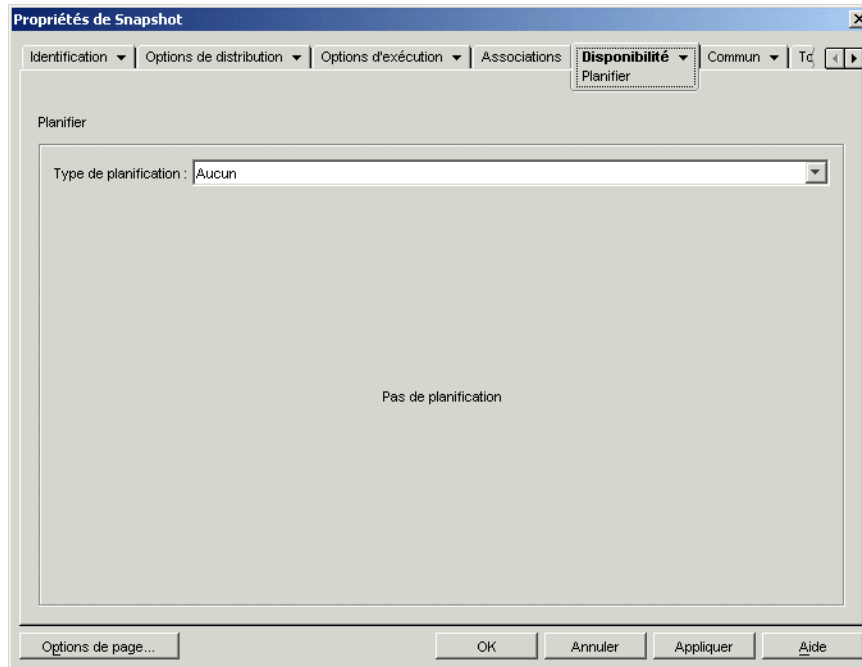 Propriétés de Snapshot
Identification Options de distribution Options d'exécution Associations Disponibilité Commun
Planifier
Planifier
Type de planification : Aucun
Pas de planification
Options de page... OK Annuler Appliquer Aide